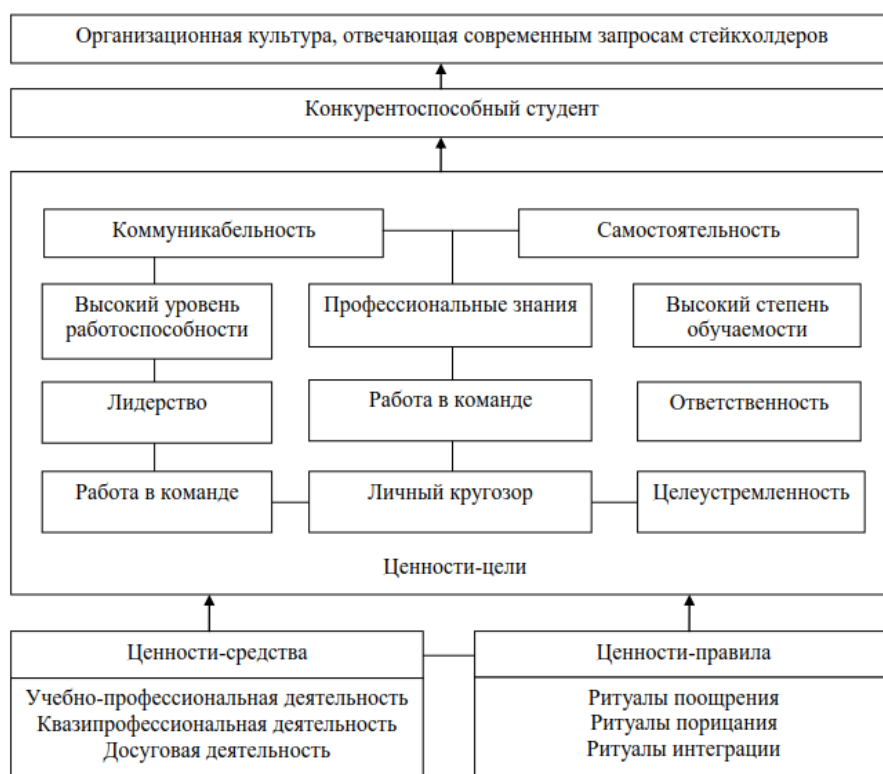 Организационная культура, отвечающая современным запросам стейкхолдеров
Конкурентоспособный студент
Коммуникабельность
Самостоятельность
Высокий уровень
работоспособности
Профессиональные знания
Высокий степень
обучаемости
Лидерство
Работа в команде
Ответственность
Работа в команде
Личный кругозор
Целеустремленность
Ценности-цели
Ценности-средства
Учебно-профессиональная деятельность
Квазипрофессиональная деятельность
Досуговая деятельность
Ценности-правила
Ритуалы поощрения
Ритуалы порицания
Ритуалы интеграции